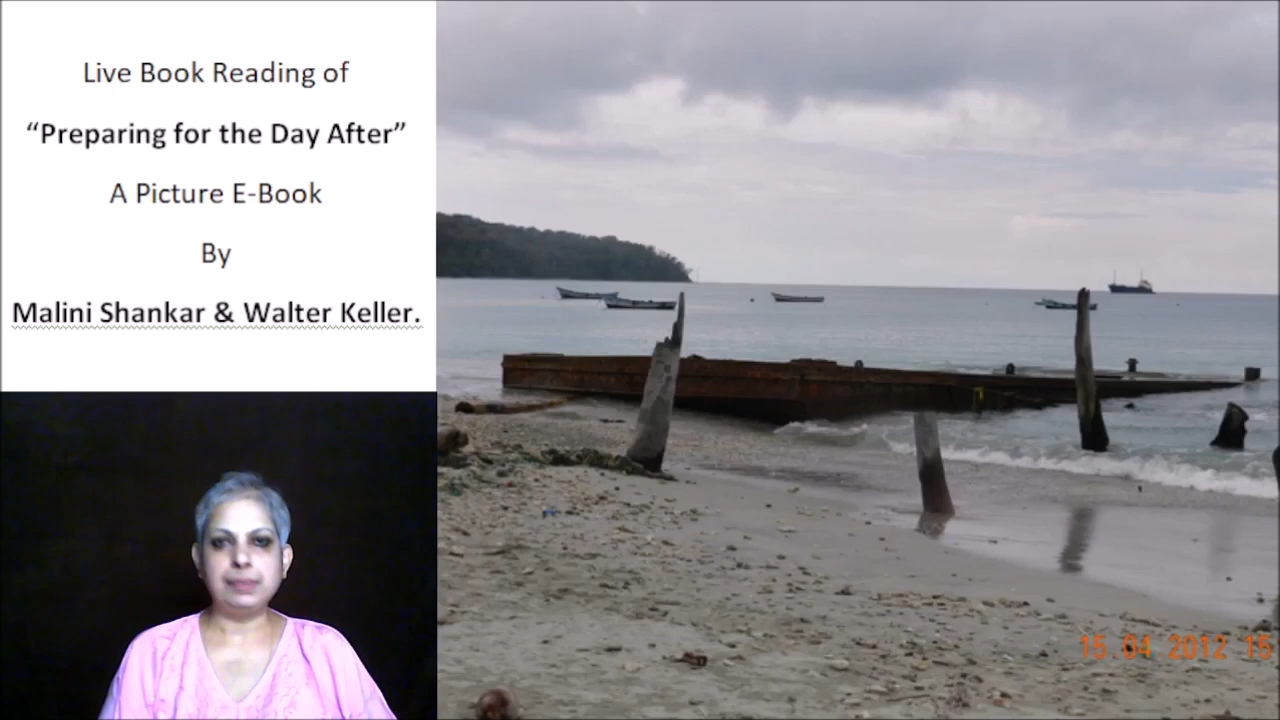 Live Book Reading of
“Preparing for the Day After”
A Picture E-Book
By
Malini Shankar & Walter Keller.
15.04 2012 15